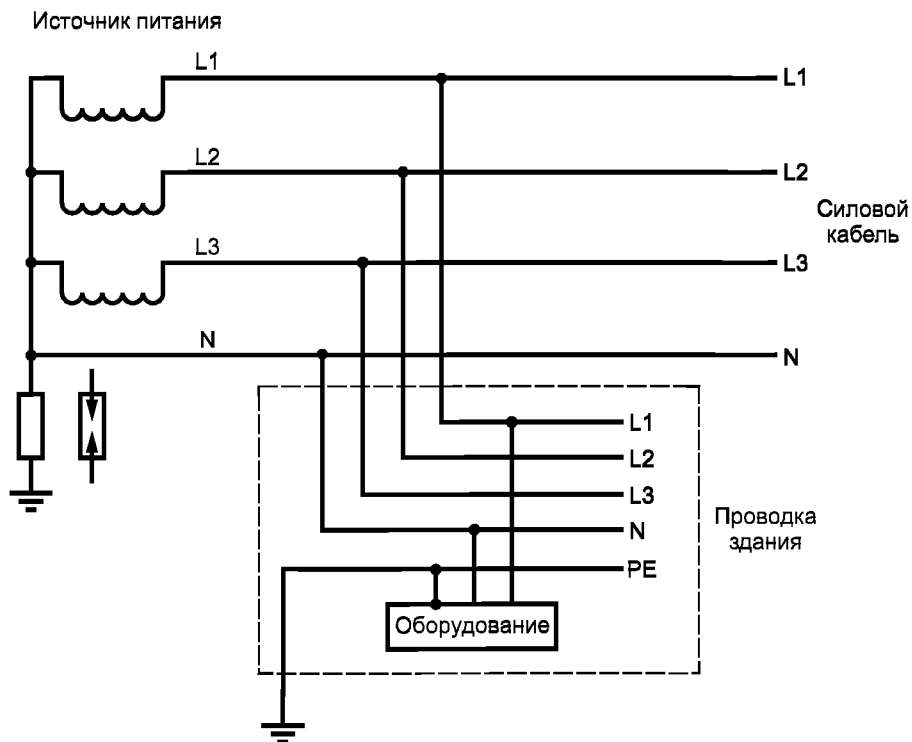 Источник питания
L1
L1
L2
L2
Силовой
кабель
L3
L3
N
N
L1
L2
L3
N
Проводка
здания
PE
Оборудование